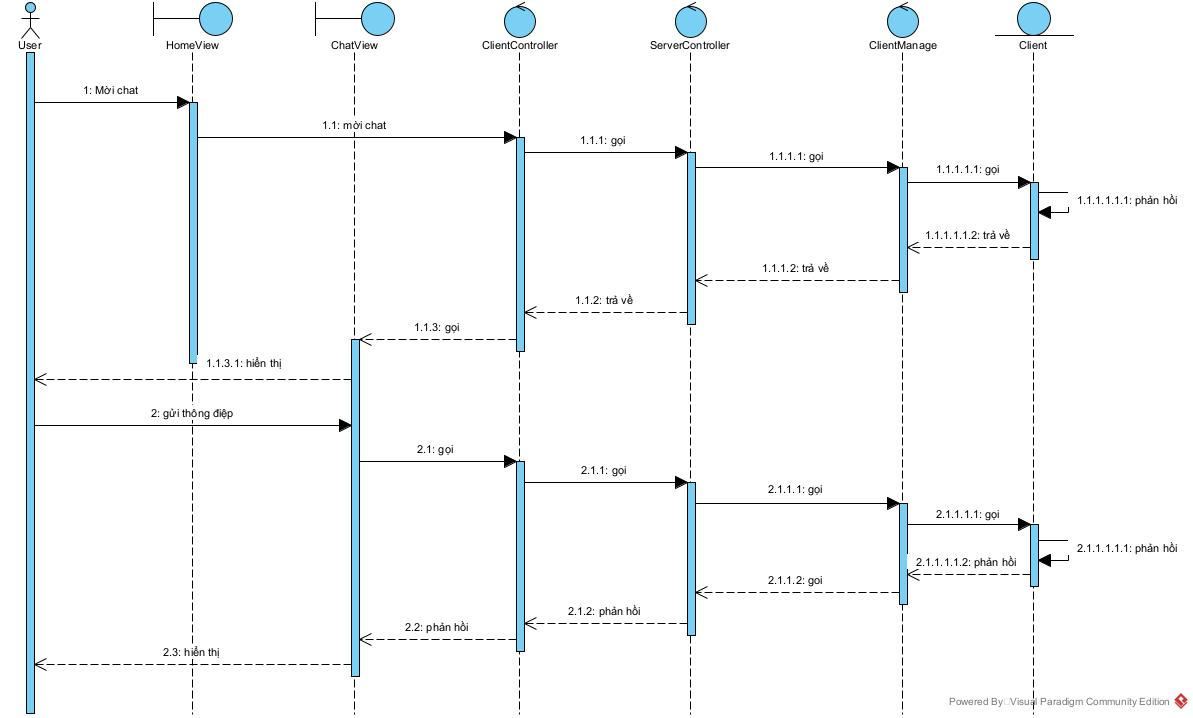 User
HomeView
ChatView
ClientController
ServerController
ClientManage
Client
1: Mời chat
1.1: mời chat
1.1.1: gọi
1.1.1.1: gọi
1.1.1.1.1: gọi
1.1.1.1.1.1: phản hồi
1.1.1.1.1.2: trả về
1.1.1.2: trả về
1.1.2: trả về
1.1.3: gọi
1.1.3.1: hiển thị
2: gửi thông điệp
2.1: gọi
2.1.1: gọi
2.1.1.1: gọi
2.1.1.1.1: gọi
2.1.1.1.1.1: phản hồi
2.1.1.1.1.2: phản hồi
2.1.1.2: goi
2.1.2: phản hồi
2.2: phản hồi
2.3: hiển thị
Powered By Visual Paradigm Community Edition